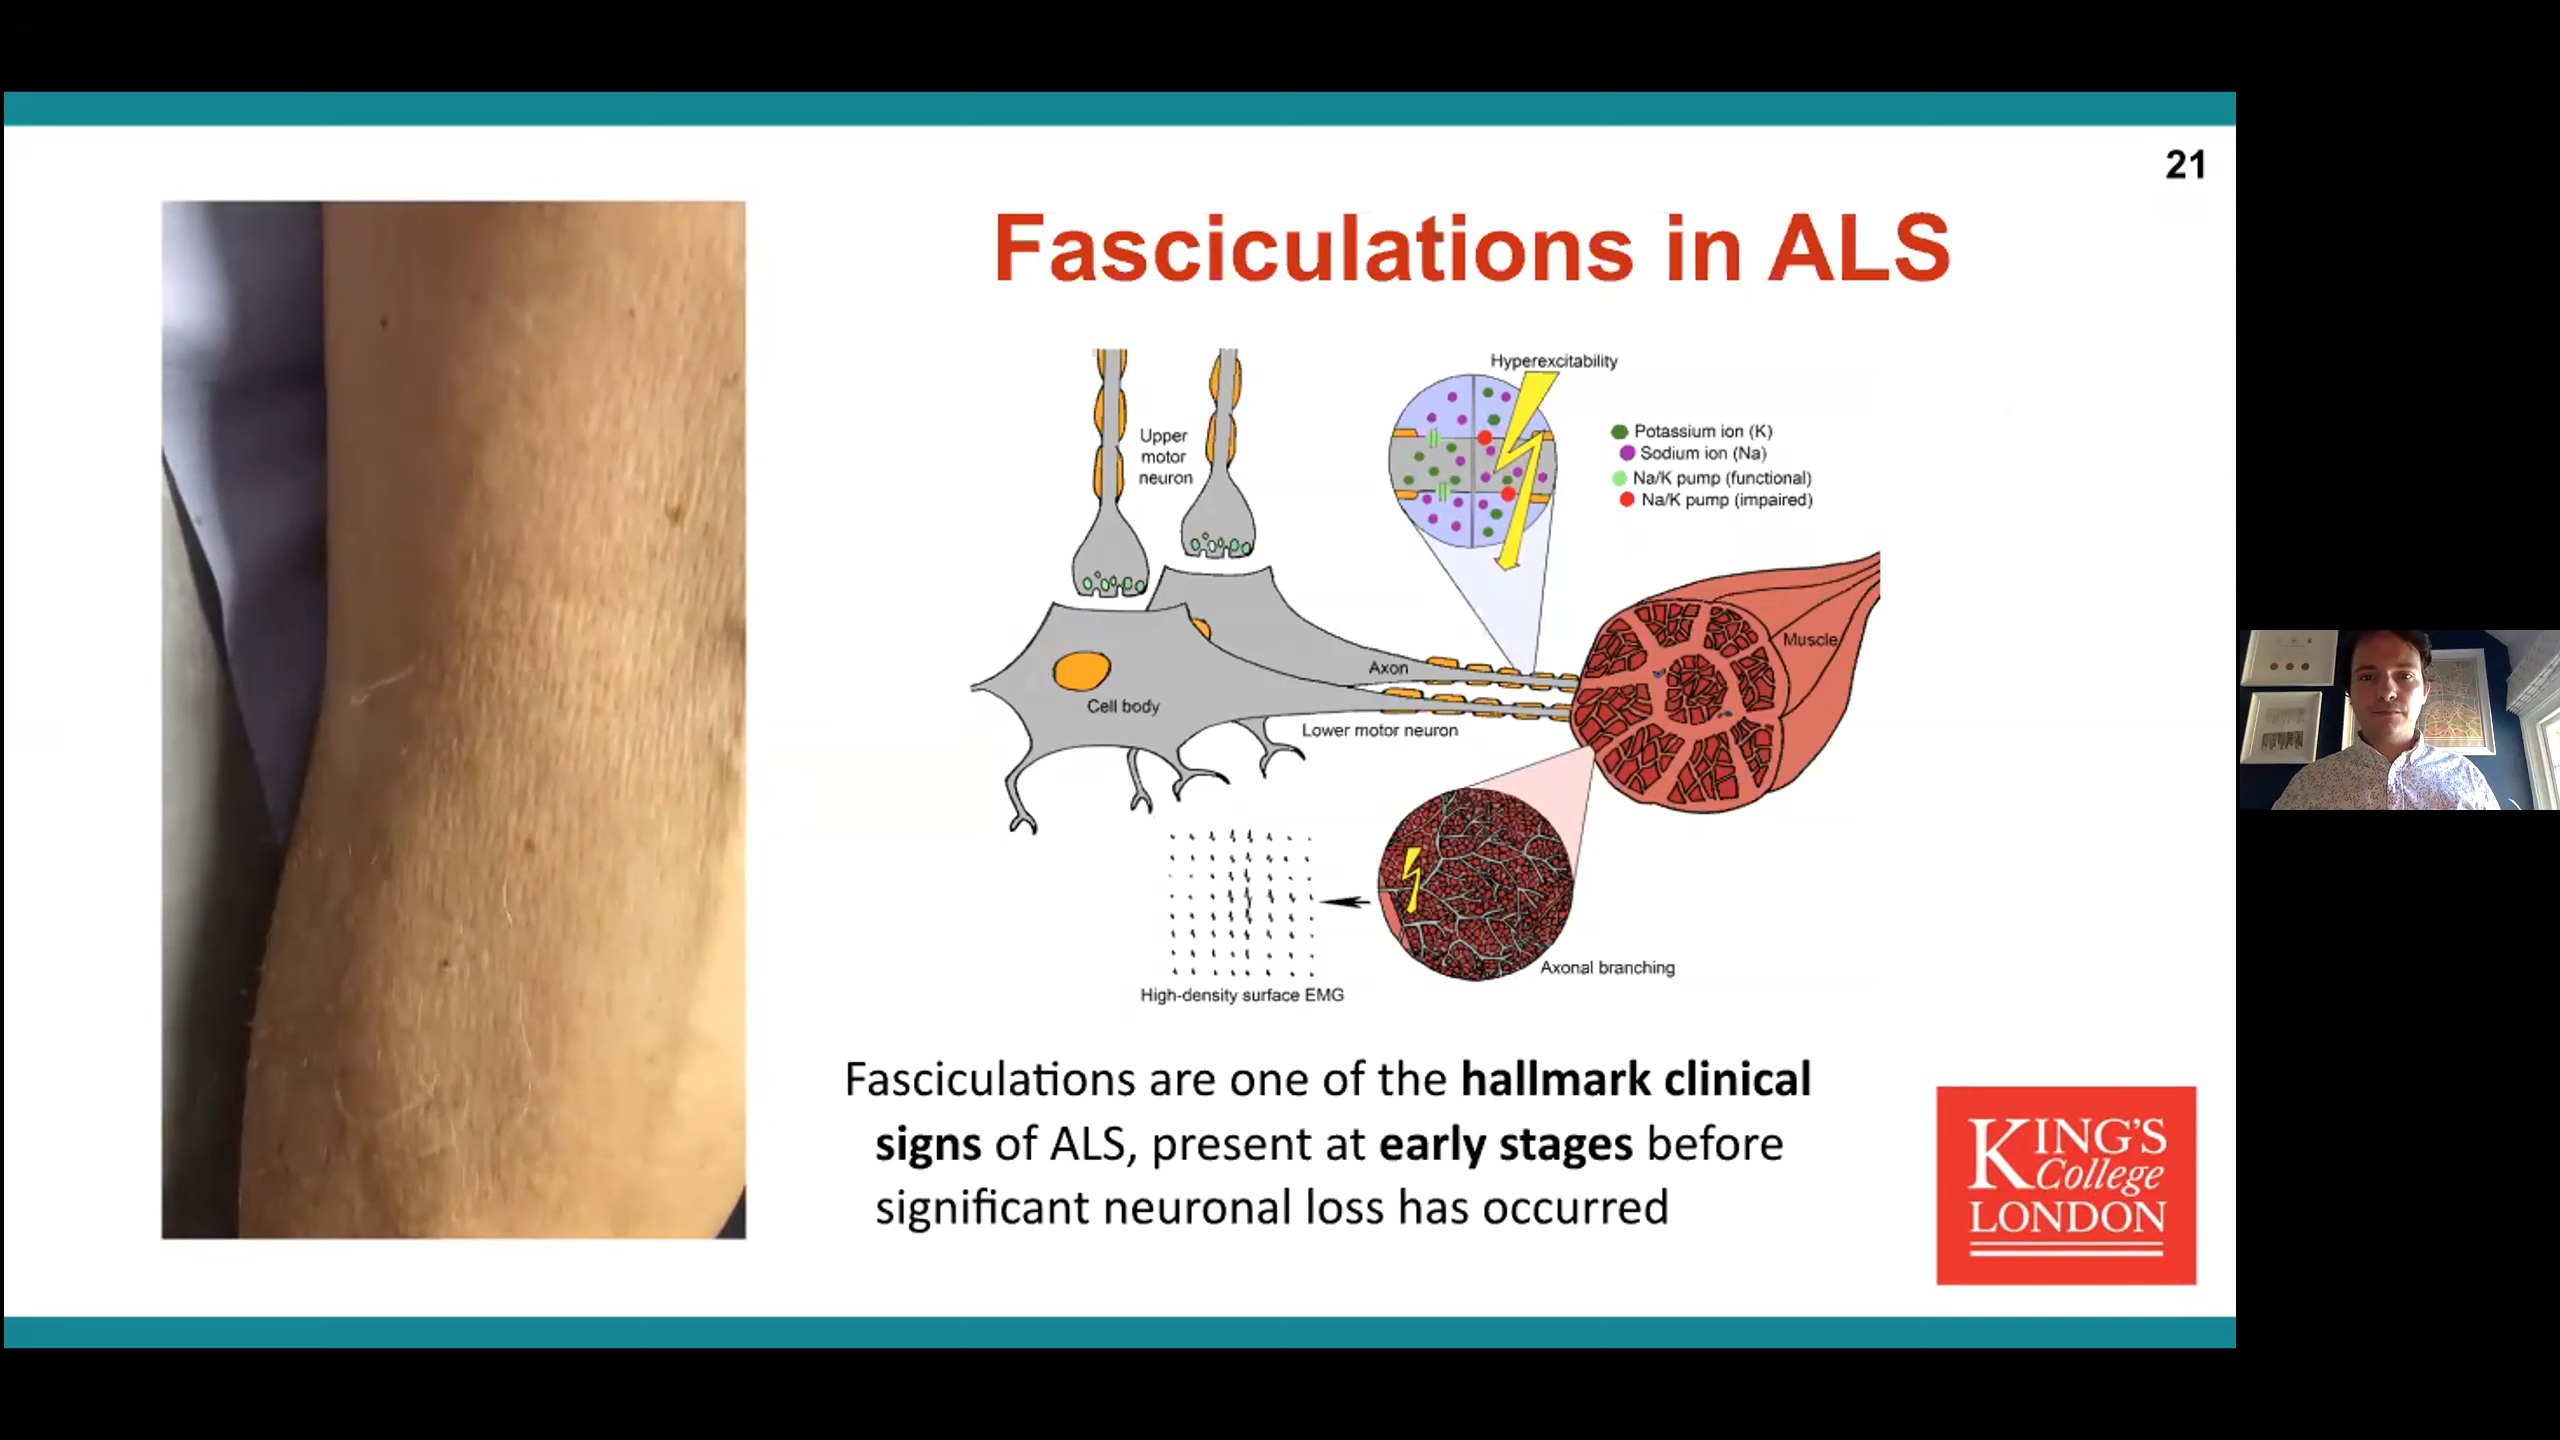 21
Fasciculations in ALS
Hyperexcitability
Upper
motor
neuron
Potassium ion (K)
Sodium ion (Na)
Na/K pump (functional)
Na/K pump (impaired)
Muscle
Axon
Cell body
Lower motor neuron
Axonal branching
High-density surface EMG
Fasciculations are one of the hallmark clinical
signs of ALS, present at early stages before
significant neuronal loss has occurred
KING'S
College
LONDON